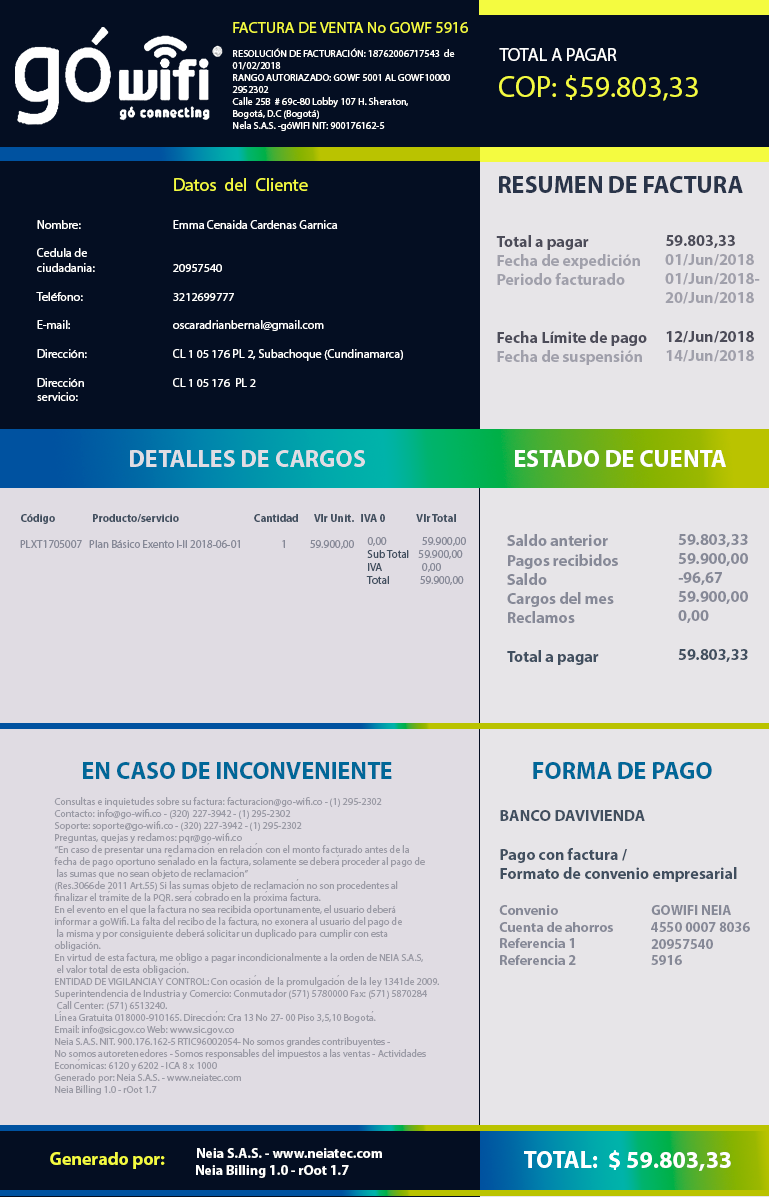 gówifi
gó connecting
FACTURA DE VENTA No GOWF 5916
RESOLUCIÓN DE FACTURACIÓN: 18762006717543 de
01/02/2018
RANGO AUTORIAZADO: GOWF 5001 AL GOWF10000
2952302
Calle 25B # 69c-80 Lobby 107 H. Sheraton,
Bogotá, D.C (Bogotá)
Nela S.A.S. -góWIFI NIT: 900176162-5
TOTAL A PAGAR
COP: $59.803,33
Datos del Cliente
Nombre: Emma Cenaida Cardenas Garnica
Cedula de
ciudadania: 20957540
Teléfono: 3212699777
E-mail: oscaradrianbernal@gmail.com
Dirección: CL 1 05 176 PL 2, Subachoque (Cundinamarca)
Dirección
servicio: CL 1 05 176 PL 2
RESUMEN DE FACTURA
Total a pagar 59.803,33
Fecha de expedición 01/Jun/2018
Periodo facturado 01/Jun/2018-
20/Jun/2018
Fecha Límite de pago 12/Jun/2018
Fecha de suspensión 14/Jun/2018
DETALLES DE CARGOS
Código Producto/servicio Cantidad Vlr Unit. IVA 0 Vlr Total
PLXT1705007 Plan Básico Exento I-II 2018-06-01 1 59.900,00 0,00 59.900,00
Sub Total 59.900,00
IVA 0,00
Total 59.900,00
ESTADO DE CUENTA
Saldo anterior 59.803,33
Pagos recibidos 59.900,00
Saldo -96,67
Cargos del mes 59.900,00
Reclamos 0,00
Total a pagar 59.803,33
EN CASO DE INCONVENIENTE
Consultas e inquietudes sobre su factura: facturacion@go-wifi.co - (1) 295-2302
Contacto: info@go-wifi.co - (320) 227-3942 - (1) 295-2302
Soporte: soporte@go-wifi.co - (320) 227-3942 - (1) 295-2302
Preguntas, quejas y reclamos: pqr@go-wifi.co
"En caso de presentar una reclamacion en relación con el monto facturado antes de la
fecha de pago oportuno señalado en la factura, solamente se deberá proceder al pago de
las sumas que no sean objeto de reclamacion"
(Res.3066de 2011 Art.55) Si las sumas objeto de reclamación no son procedentes al
finalizar el tramite de la PQR. será cobrado en la proxima factura.
En el evento en el que la factura no sea recibida oportunamente, el usuario deberá
informar a goWifi. La falta del recibo de la factura, no exonera al usuario del pago de
la misma y por consiguiente deberá solicitar un duplicado para cumplir con esta
obligación.
En virtud de esta factura, me obligo a pagar incondicionalmente a la orden de NEIA S.A.S,
el valor total de esta obligación.
ENTIDAD DE VIGILANCIA Y CONTROL: Con ocasión de la promulgación de la ley 1341de 2009.
Superintendencia de Industria y Comercio: Conmutador (571) 5780000 Fax: (571) 5870284
Call Center: (571) 6513240.
Línea Gratuita 018000-910165. Dirección: Cra 13 No 27- 00 Piso 3,5,10 Bogotá.
Email: info@sic.gov.co Web: www.sic.gov.co
Neia S.A.S. NIT. 900.176.162-5 RTIC96002054- No somos grandes contribuyentes -
No somos autoretenedores - Somos responsables del impuesto a las ventas - Actividades
Economicas: 6120 y 6202 - ICA 8 x 1000
Generado por: Neia S.A.S. - www.neiatec.com
Neia Billing 1.0 - rOot 1.7
FORMA DE PAGO
BANCO DAVIVIENDA
Pago con factura /
Formato de convenio empresarial
Convenio GOWIFI NEIA
Cuenta de ahorros 4550 0007 8036
Referencia 1 20957540
Referencia 2 5916
Generado por: Neia S.A.S. - www.neiatec.com
Neia Billing 1.0 - rOot 1.7
TOTAL: $ 59.803,33